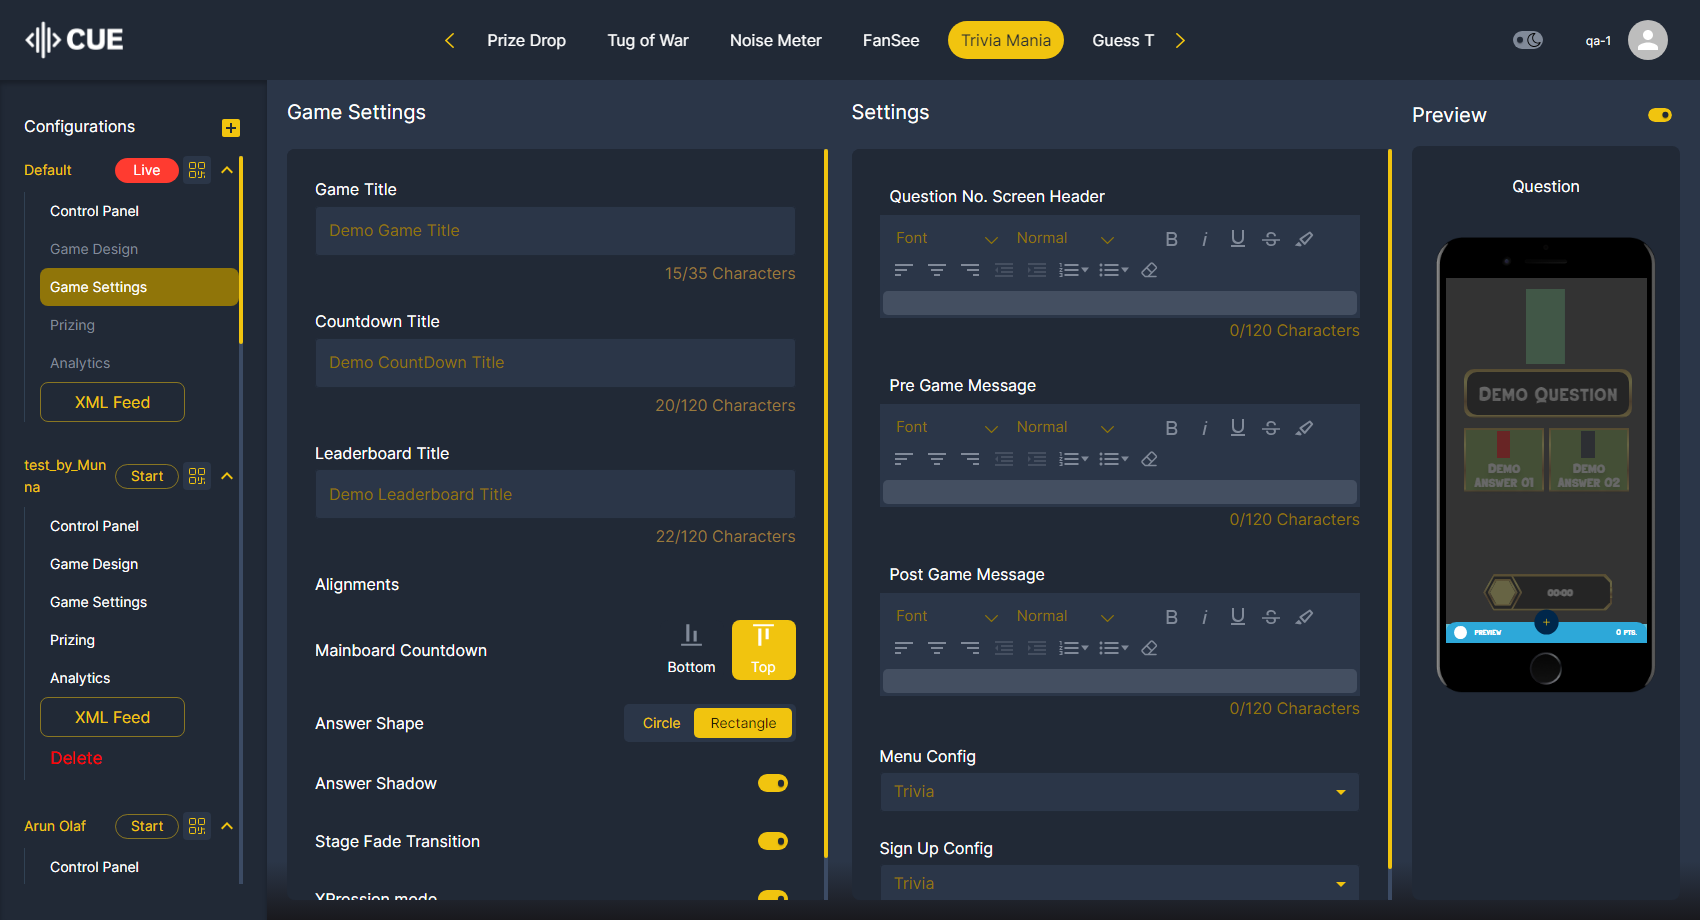 CUE
Prize Drop
Tug of War
Noise Meter
FanSee
Trivia Mania
Guess T
qa-1
Configurations
Default
Live
Control Panel
Game Design
Game Settings
Prizing
Analytics
XML Feed
test_by_Mun
na
Start
Control Panel
Game Design
Game Settings
Prizing
Analytics
XML Feed
Delete
Arun Olaf
Start
Control Panel
Game Settings
Game Title
Demo Game Title
15/35 Characters
Countdown Title
Demo CountDown Title
20/120 Characters
Leaderboard Title
Demo Leaderboard Title
22/120 Characters
Alignments
Mainboard Countdown
Bottom
Top
Answer Shape
Circle
Rectangle
Answer Shadow
Stage Fade Transition
XPression mode
Settings
Question No. Screen Header
Font
Normal
0/120 Characters
Pre Game Message
Font
Normal
0/120 Characters
Post Game Message
Font
Normal
0/120 Characters
Menu Config
Trivia
Sign Up Config
Trivia
Preview
Question
Demo Question
Demo
Answer 01
Demo
Answer 02
00:00
PREVIEW
0 PTS.